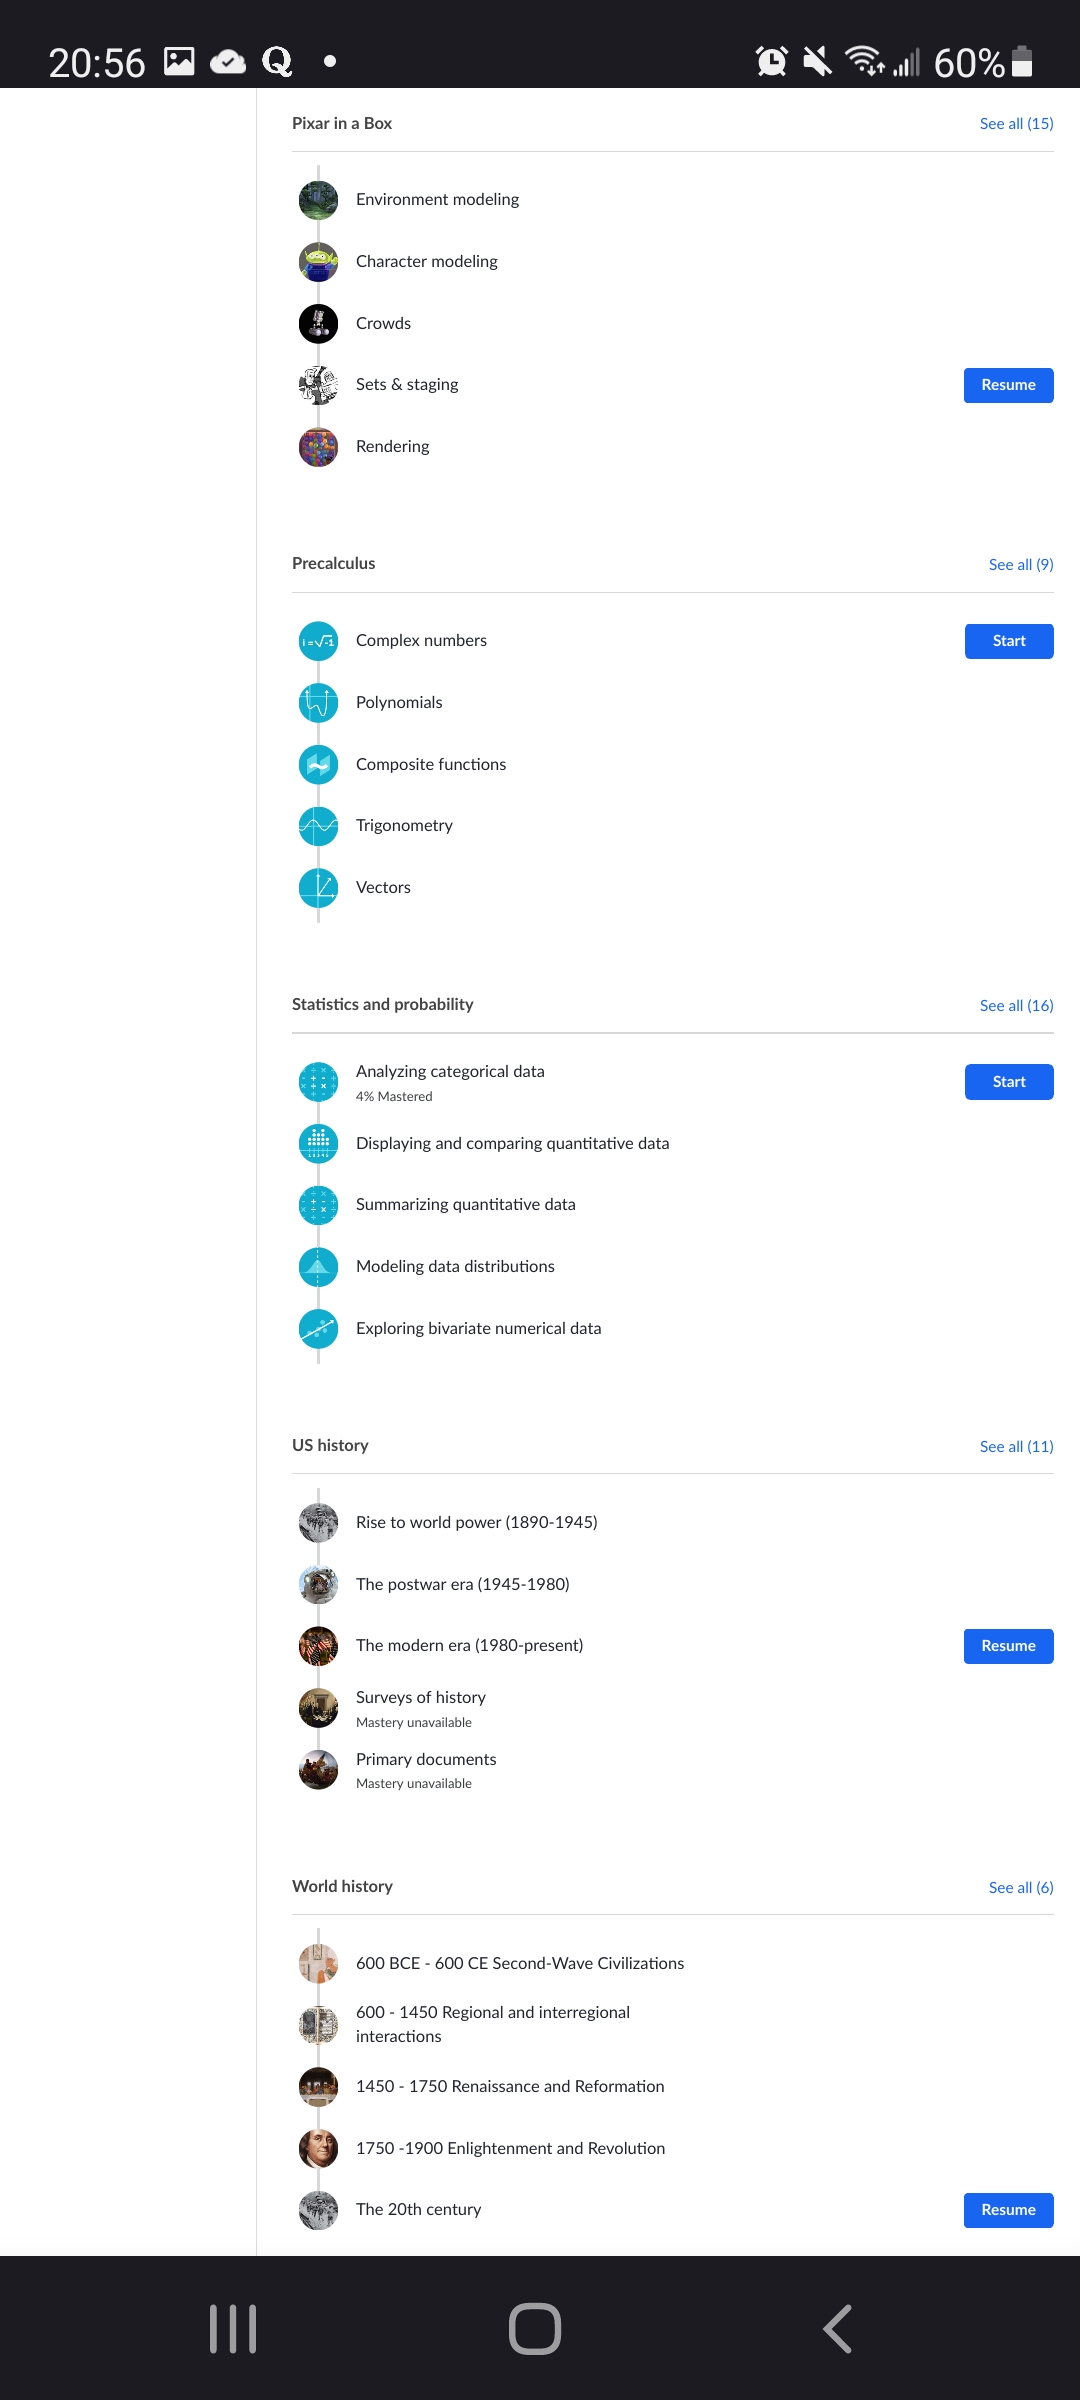 20:56 Q 60%
Pixar in a Box See all (15)
Environment modeling
Character modeling
Crowds
Sets & staging Resume
Rendering
Precalculus See all (9)
i=√-1 Complex numbers Start
Polynomials
Composite functions
Trigonometry
Vectors
Statistics and probability See all (16)
Analyzing categorical data Start
4% Mastered
Displaying and comparing quantitative data
Summarizing quantitative data
Modeling data distributions
Exploring bivariate numerical data
US history See all (11)
Rise to world power (1890-1945)
The postwar era (1945-1980)
The modern era (1980-present) Resume
Surveys of history
Mastery unavailable
Primary documents
Mastery unavailable
World history See all (6)
600 BCE - 600 CE Second-Wave Civilizations
600 - 1450 Regional and interregional
interactions
1450 - 1750 Renaissance and Reformation
1750 -1900 Enlightenment and Revolution
The 20th century Resume